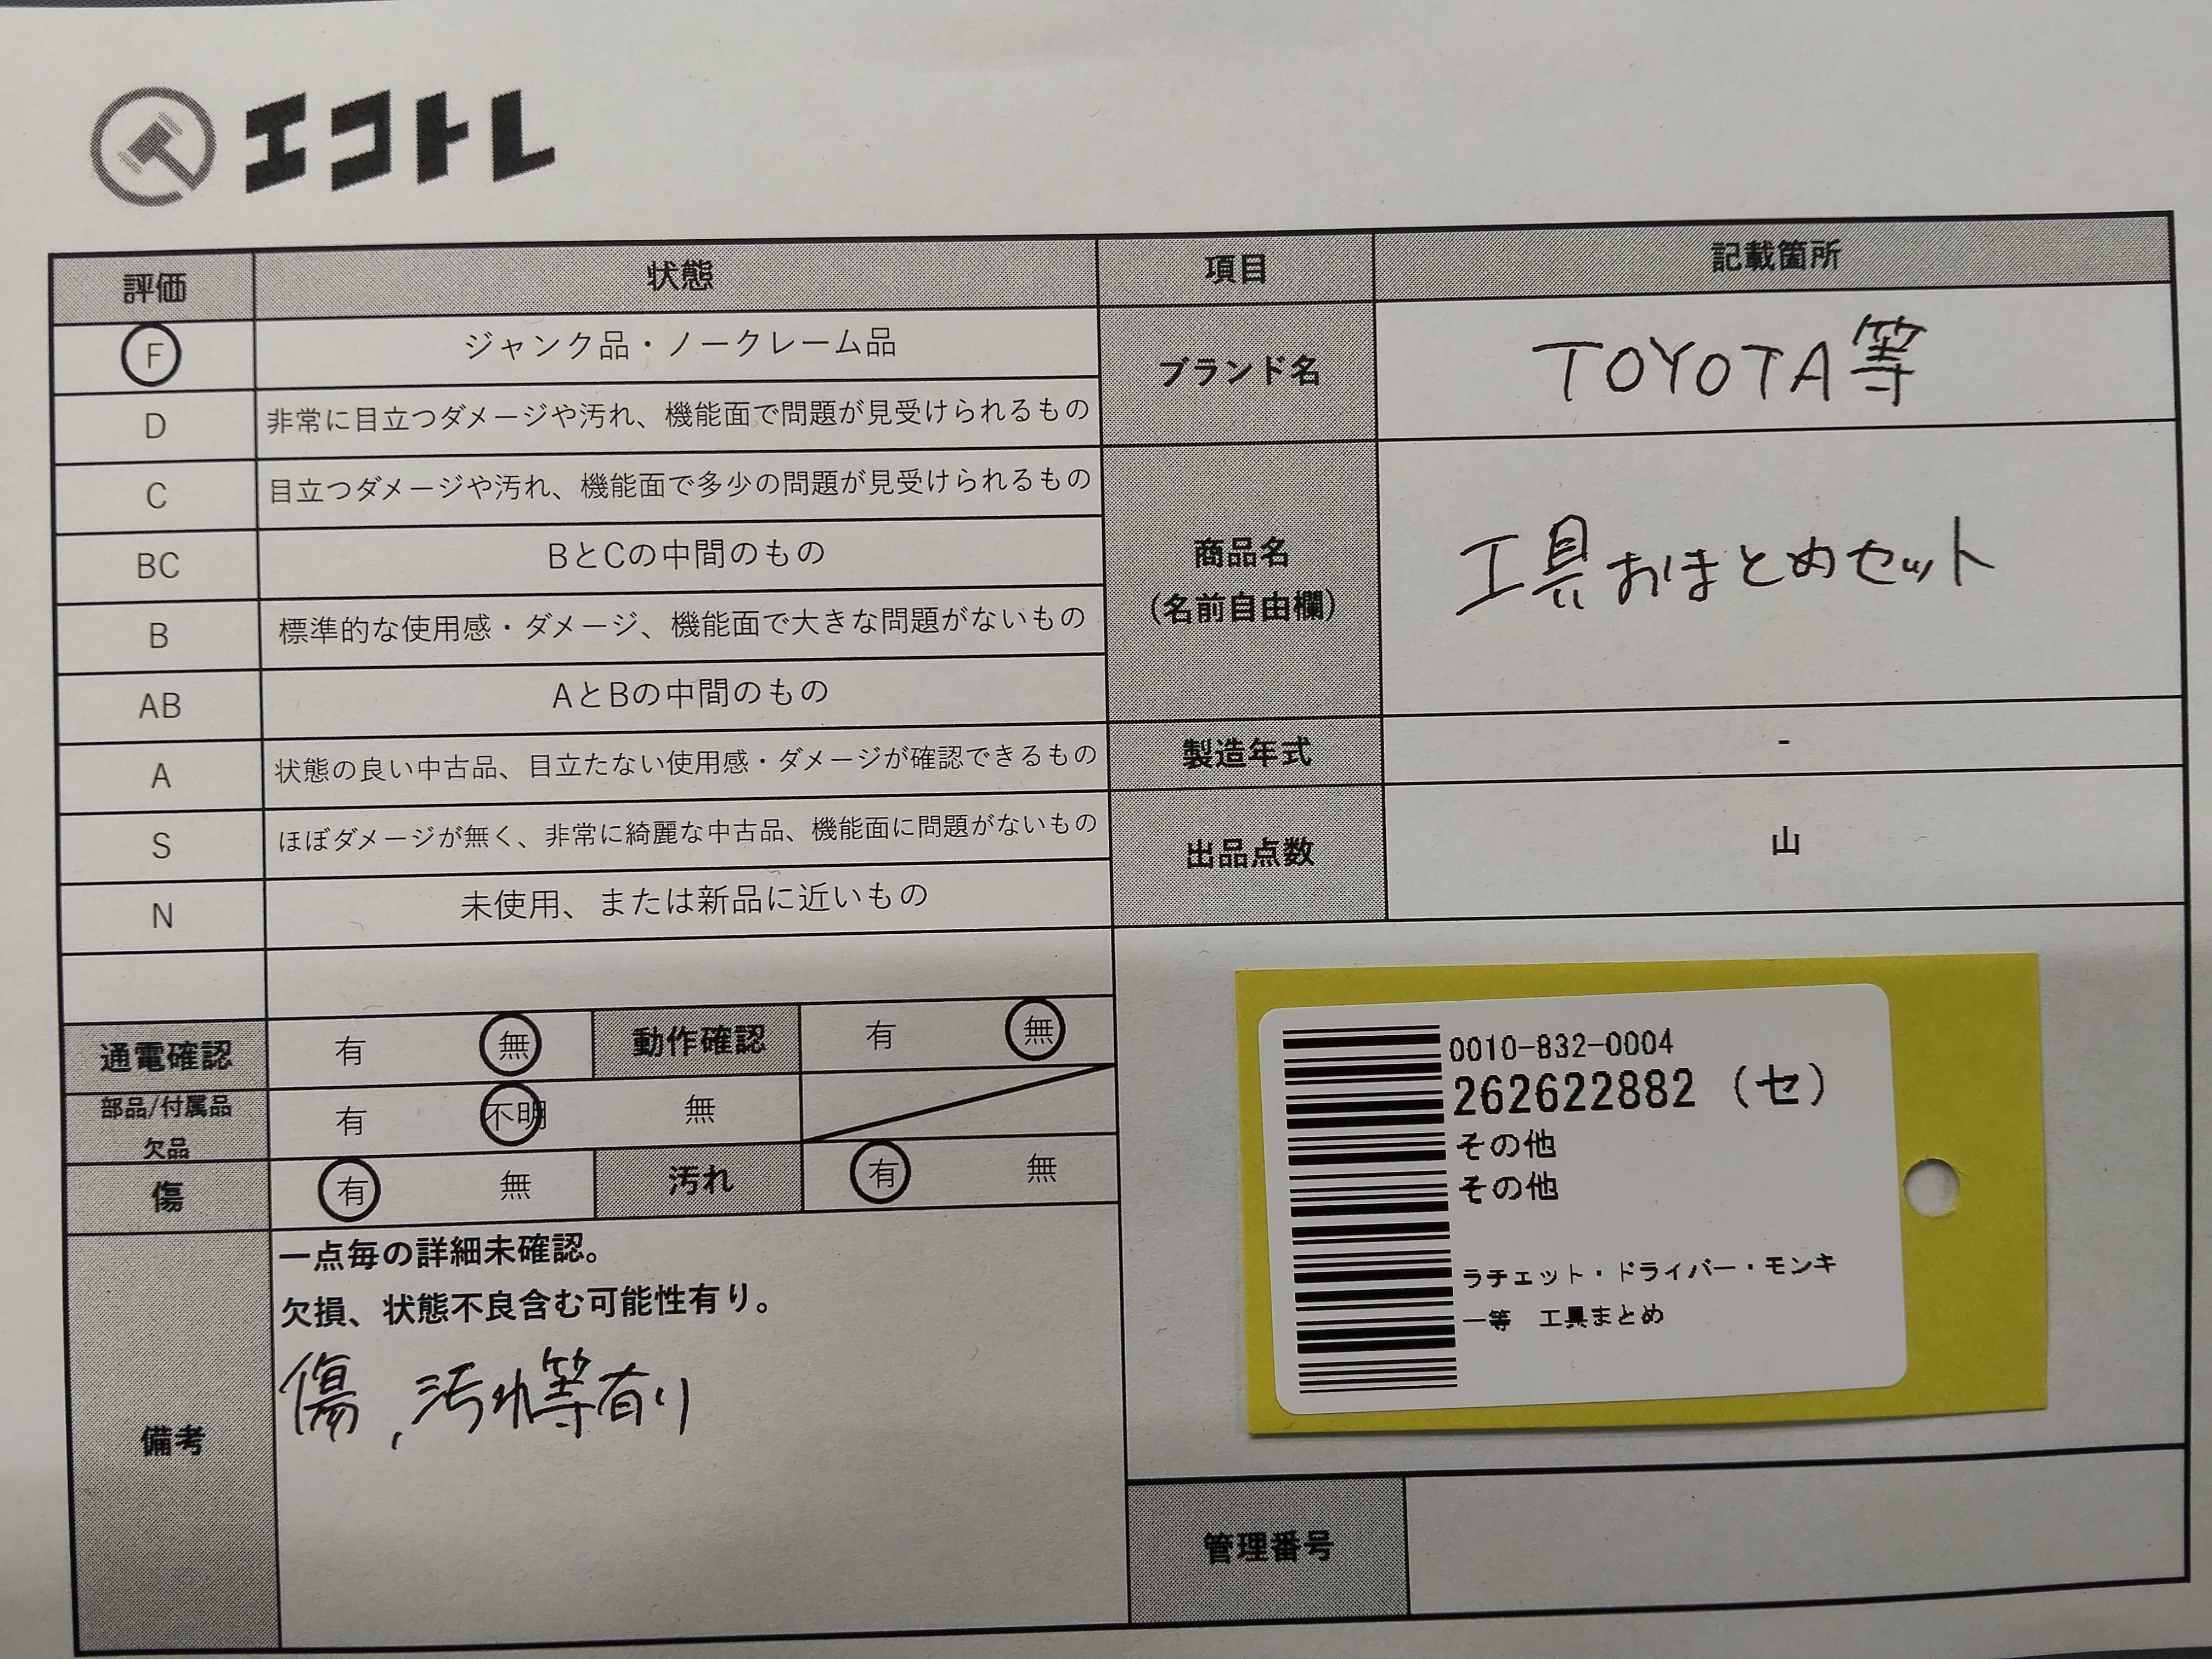 エコトレ
評価 状態 項目 記載箇所
F ジャンク品・ノークレーム品
D 非常に目立つダメージや汚れ、機能面で問題が見受けられるもの
ブランド名 TOYOTA等
C 目立つダメージや汚れ、機能面で多少の問題が見受けられるもの
BC BとCの中間のもの
B 標準的な使用感・ダメージ、機能面で大きな問題がないもの
AB AとBの中間のもの
商品名
(名前自由欄)
工具おまとめセット
A 状態の良い中古品、目立たない使用感・ダメージが確認できるもの
製造年式 -
S ほぼダメージが無く、非常に綺麗な中古品、機能面に問題がないもの
出品点数 山
N 未使用、または新品に近いもの
通電確認 有 無 動作確認 有 無
部品/付属品
欠品
有 不明 無
傷 有 無 汚れ 有 無
備考
一点毎の詳細未確認。
欠損、状態不良含む可能性有り。
傷、汚れ等有り
0010-832-0004
262622882 (セ)
その他
その他
ラチェット・ドライバー・モンキ
ー等 工具まとめ
管理番号